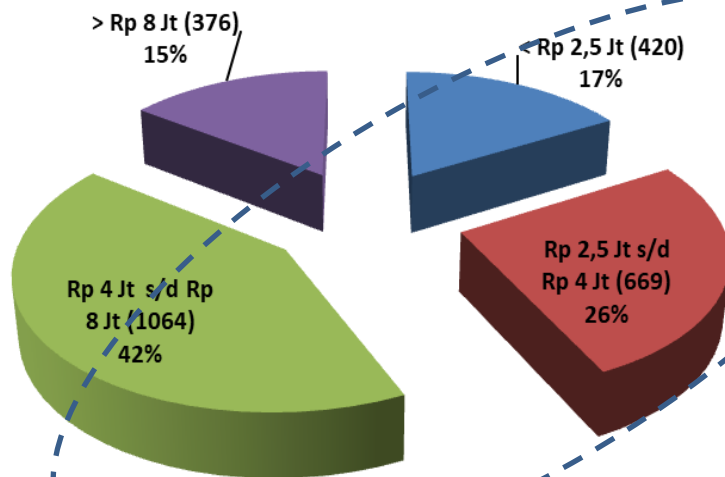 > Rp 8 Jt (376)
15%
< Rp 2,5 Jt (420)
17%
Rp 2,5 Jt s/d
Rp 4 Jt (669)
26%
Rp 4 Jt s/d Rp
8 Jt (1064)
42%